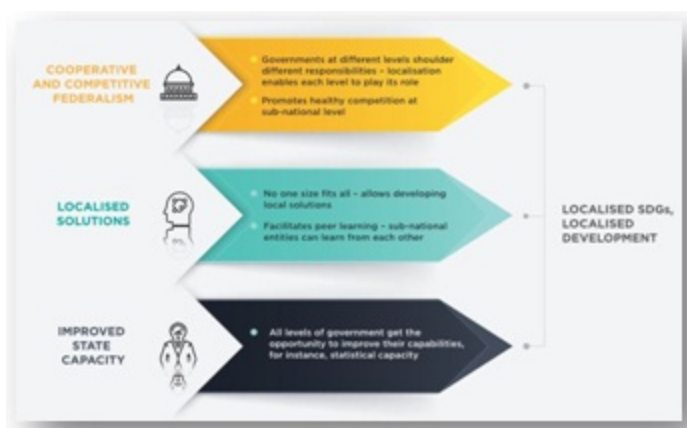 COOPERATIVE
AND COMPETITIVE
FEDERALISM
Governments at different levels shoulder
different responsibilities – localisation
enables each level to play its role
Promotes healthy competition at
sub-national level
LOCALISED
SOLUTIONS
No one size fits all – allows developing
local solutions
Facilitates peer learning – sub-national
entities can learn from each other
IMPROVED
STATE
CAPACITY
All levels of government get the
opportunity to improve their capabilities,
for instance, statistical capacity
LOCALISED SDGs,
LOCALISED
DEVELOPMENT